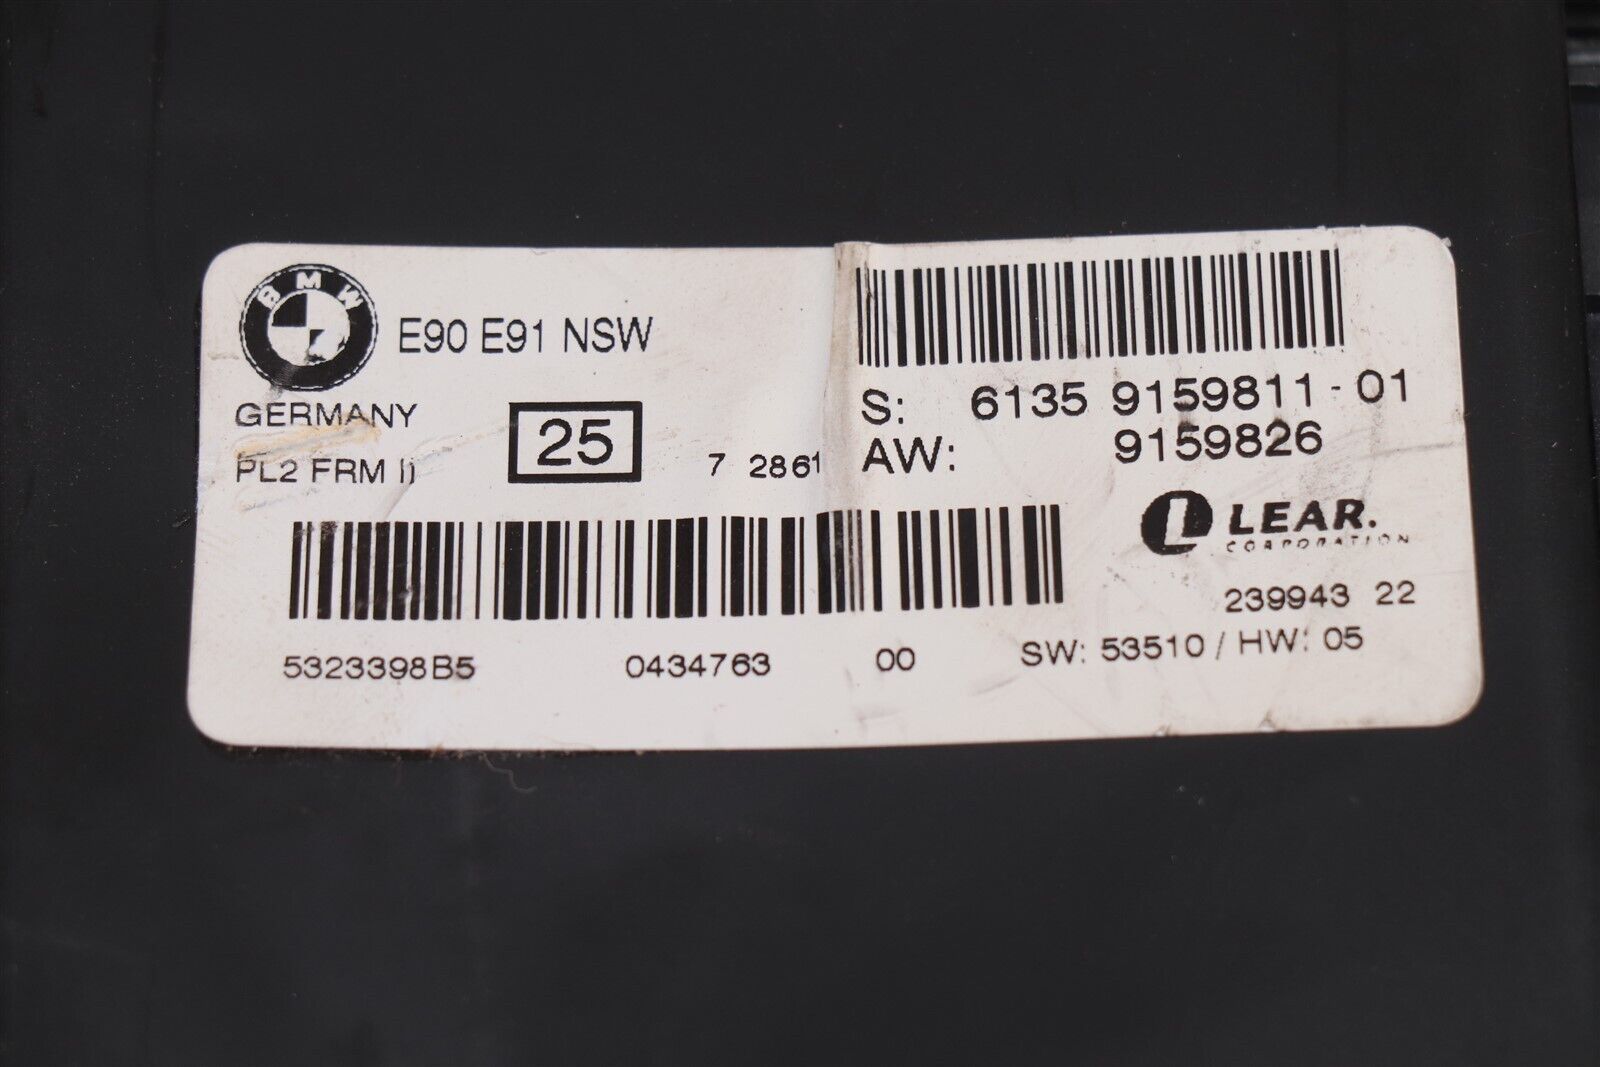 BMW
E90 E91 NSW
S: 6135 9159811-01
GERMANY
25
AW: 9159826
PL2 FRM II
7 2861
LEAR.
CORPORATION
239943 22
5323398B5 0434763 00 SW: 53510 / HW: 05